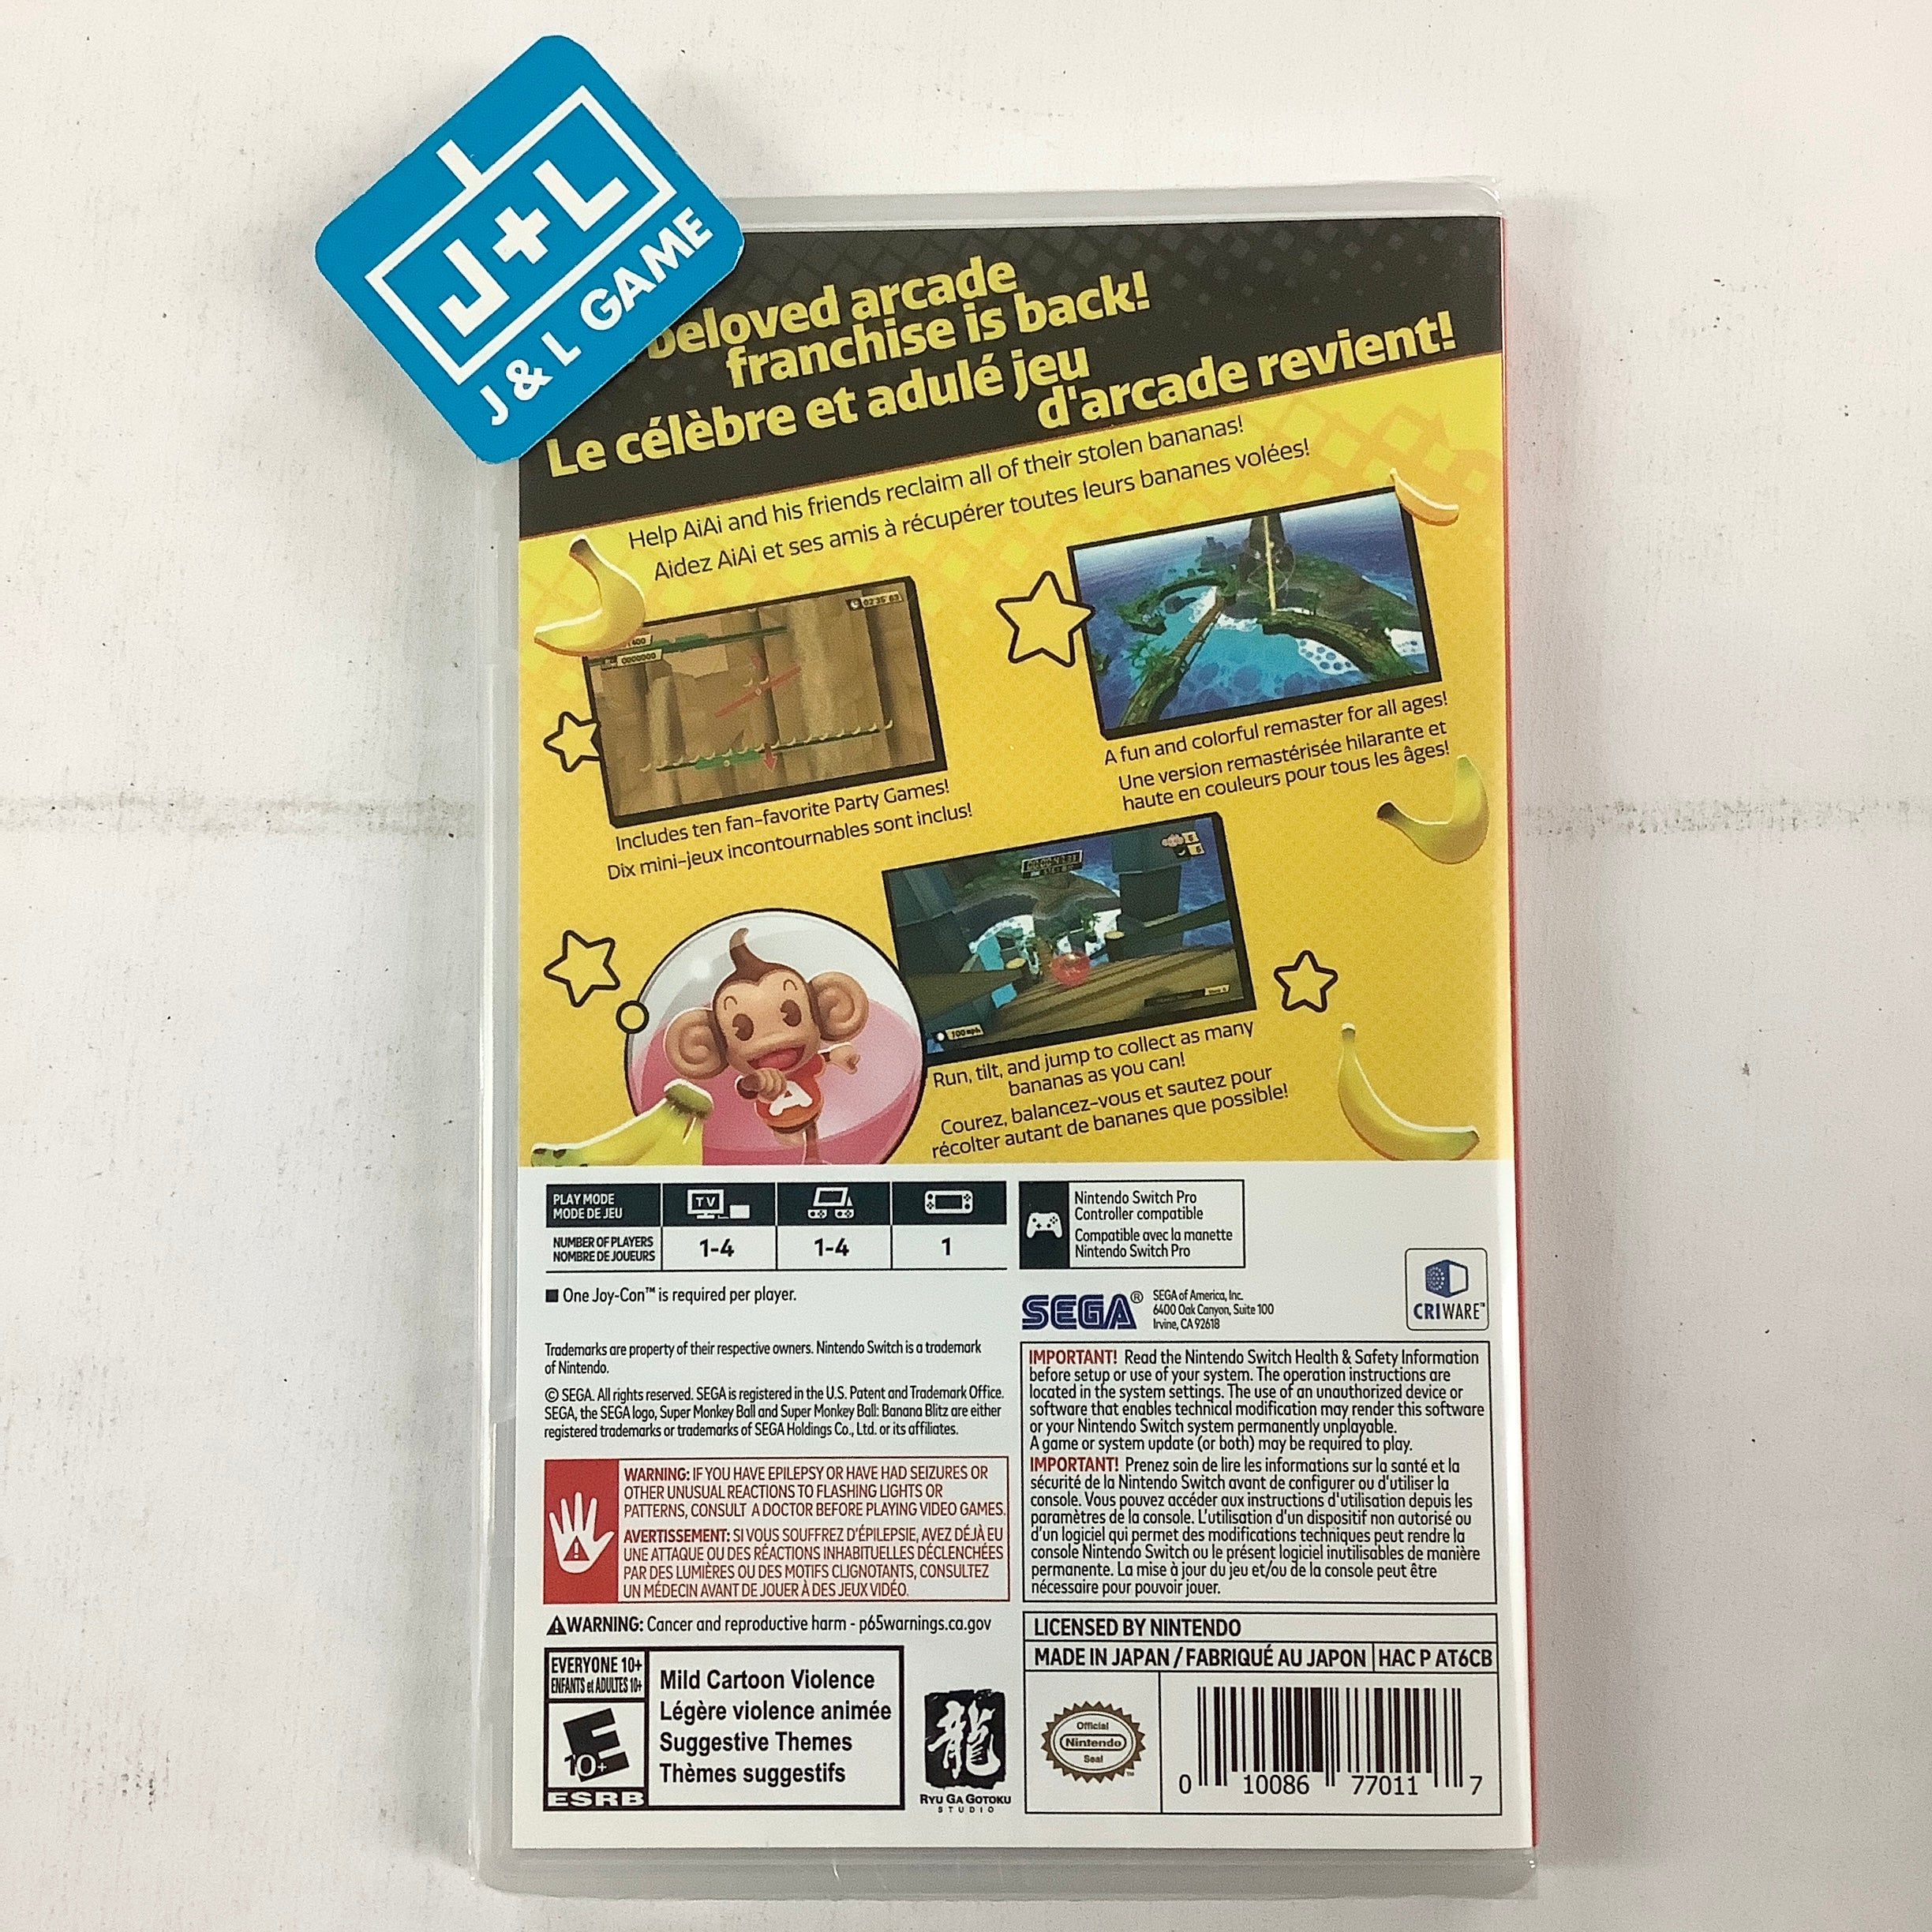 J+L
J & L GAME
beloved arcade
franchise is back!
Le célèbre et adulé jeu
d'arcade revient!
Help AiAi and his friends reclaim all of their stolen bananas!
Aidez AiAi et ses amis à récupérer toutes leurs bananes volées!
Includes ten fan-favorite Party Games!
Dix mini-jeux incontournables sont inclus!
A fun and colorful remaster for all ages!
Une version remastérisée hilarante et
haute en couleurs pour tous les âges!
100 mph
A
Run, tilt, and jump to collect as many
bananas as you can!
Courez, balancez-vous et sautez pour
récolter autant de bananes que possible!
PLAY MODE
MODE DE JEU
TV
NUMBER OF PLAYERS
NOMBRE DE JOUEURS
1-4
1-4
1
Nintendo Switch Pro
Controller compatible
Compatible avec la manette
Nintendo Switch Pro
■ One Joy-Con™ is required per player.
SEGA®
SEGA of America, Inc.
6400 Oak Canyon, Suite 100
Irvine, CA 92618
CRIWARE™
Trademarks are property of their respective owners. Nintendo Switch is a trademark
of Nintendo.
© SEGA. All rights reserved. SEGA is registered in the U.S. Patent and Trademark Office.
SEGA, the SEGA logo, Super Monkey Ball and Super Monkey Ball: Banana Blitz are either
registered trademarks or trademarks of SEGA Holdings Co., Ltd. or its affiliates.
WARNING: IF YOU HAVE EPILEPSY OR HAVE HAD SEIZURES OR
OTHER UNUSUAL REACTIONS TO FLASHING LIGHTS OR
PATTERNS, CONSULT A DOCTOR BEFORE PLAYING VIDEO GAMES.
AVERTISSEMENT: SI VOUS SOUFFREZ D'ÉPILEPSIE, AVEZ DÉJÀ EU
UNE ATTAQUE OU DES RÉACTIONS INHABITUELLES DÉCLENCHÉES
PAR DES LUMIÈRES OU DES MOTIFS CLIGNOTANTS, CONSULTEZ
UN MÉDECIN AVANT DE JOUER À DES JEUX VIDÉO.
⚠WARNING: Cancer and reproductive harm - p65warnings.ca.gov
IMPORTANT! Read the Nintendo Switch Health & Safety Information
before setup or use of your system. The operation instructions are
located in the system settings. The use of an unauthorized device or
software that enables technical modification may render this software
or your Nintendo Switch system permanently unplayable.
A game or system update (or both) may be required to play.
IMPORTANT! Prenez soin de lire les informations sur la santé et la
sécurité de la Nintendo Switch avant de configurer ou d'utiliser la
console. Vous pouvez accéder aux instructions d'utilisation depuis les
paramètres de la console. L'utilisation d'un dispositif non autorisé ou
d'un logiciel qui permet des modifications techniques peut rendre la
console Nintendo Switch ou le présent logiciel inutilisables de manière
permanente. La mise à jour du jeu et/ou de la console peut être
nécessaire pour pouvoir jouer.
EVERYONE 10+
ENFANTS et ADULTES 10+
E
10+
ESRB
Mild Cartoon Violence
Légère violence animée
Suggestive Themes
Thèmes suggestifs
龍
RYU GA GOTOKU
STUDIO
LICENSED BY NINTENDO
MADE IN JAPAN / FABRIQUÉ AU JAPON
HAC P AT6CB
Official
Nintendo
Seal
™
0 10086 77011 7